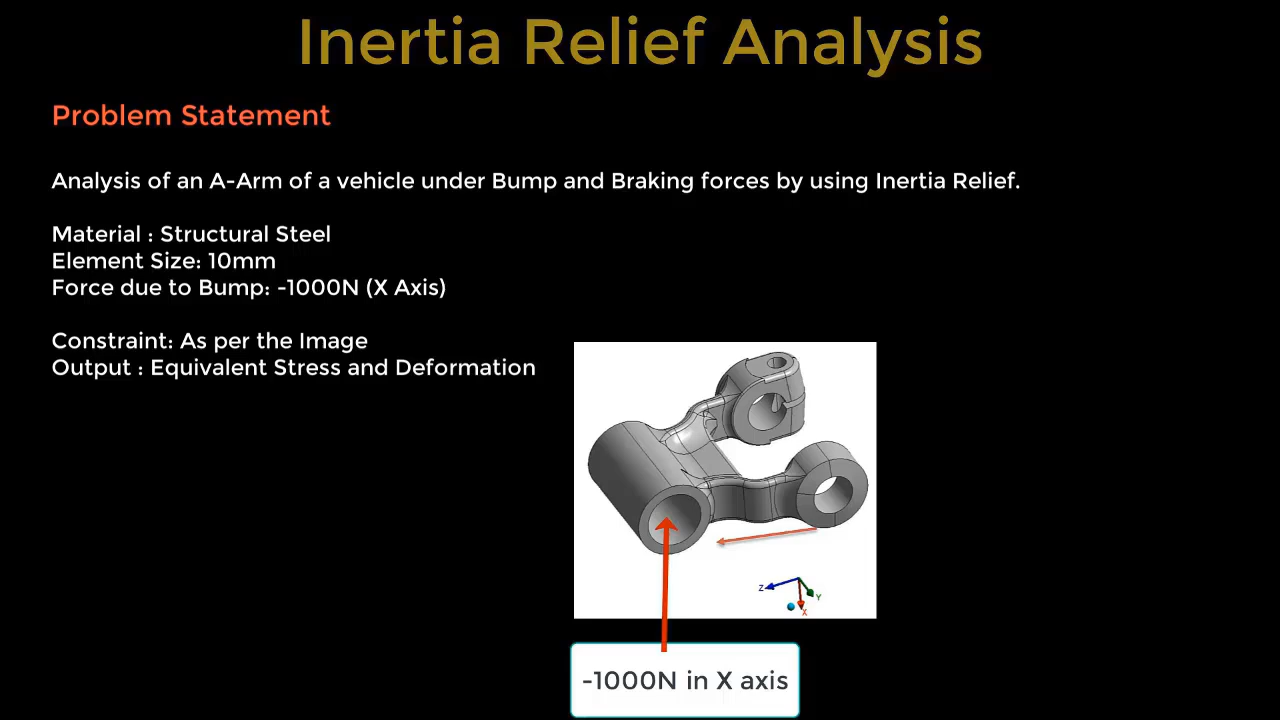 Inertia Relief Analysis
Problem Statement
Analysis of an A-Arm of a vehicle under Bump and Braking forces by using Inertia Relief.
Material : Structural Steel
Element Size: 10mm
Force due to Bump: -1000N (X Axis)
Constraint: As per the Image
Output : Equivalent Stress and Deformation
Z
Y
X
-1000N in X axis